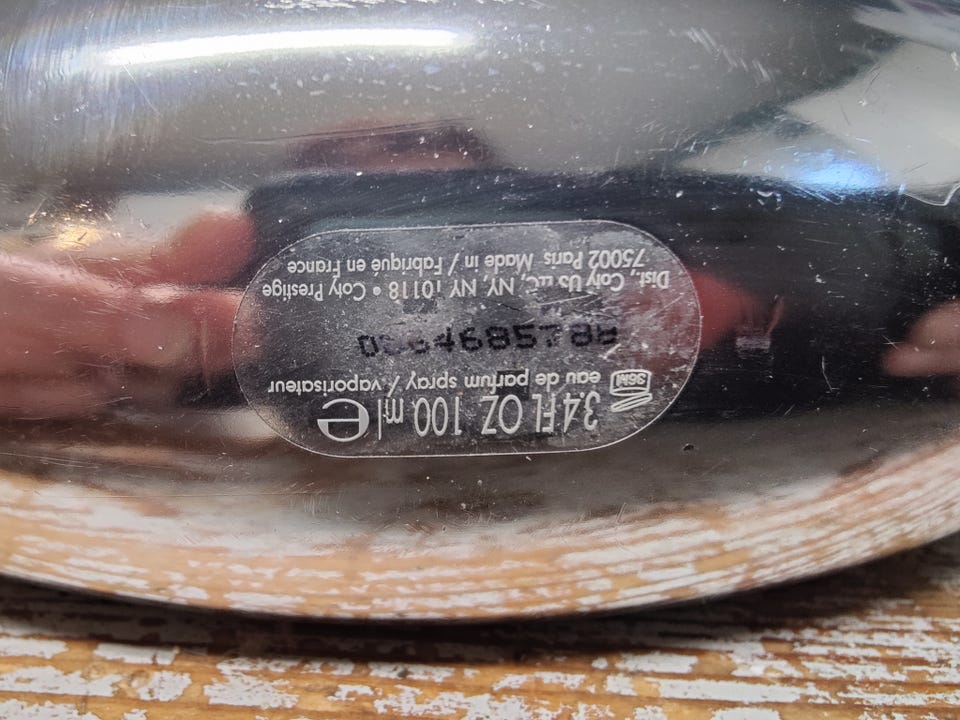 3.4 FL OZ 100 ml e
36M
eau de parfum spray / vaporisateur
Dist., Coty Us LLC, NY, NY 10118 • Coty Prestige
75002 Paris Made in / Fabriqué en France